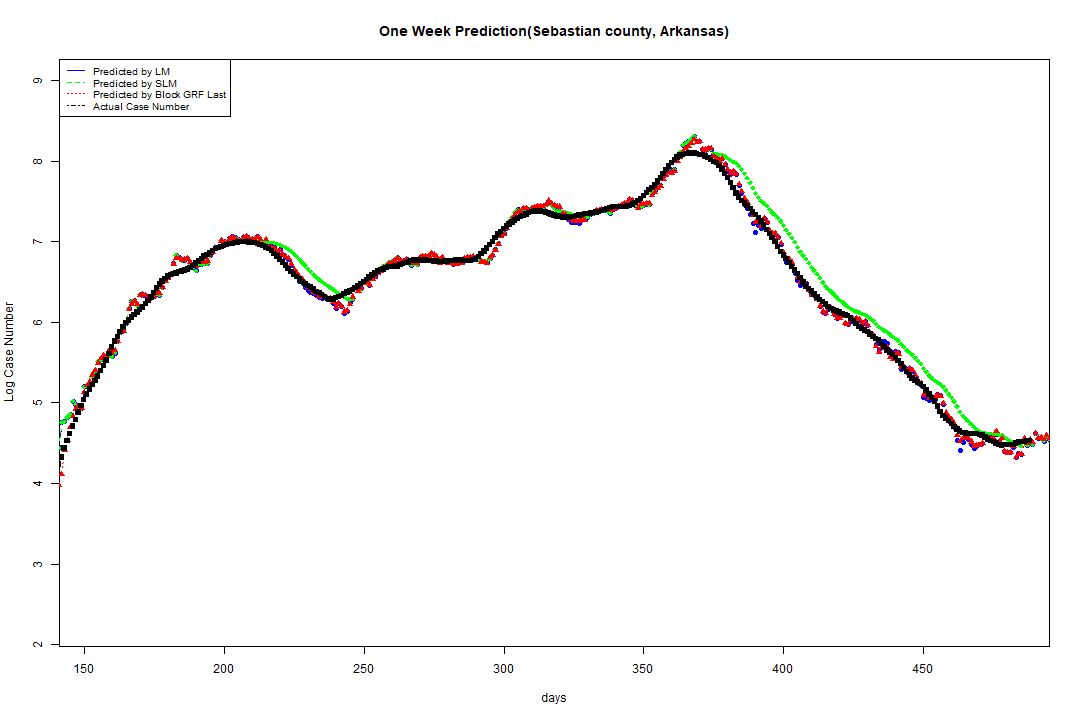 One Week Prediction(Sebastian county, Arkansas)
Predicted by LM
Predicted by SLM
Predicted by Block GRF Last
Actual Case Number
9
8
7
6
5
4
3
2
Log Case Number
150 200 250 300 350 400 450
days